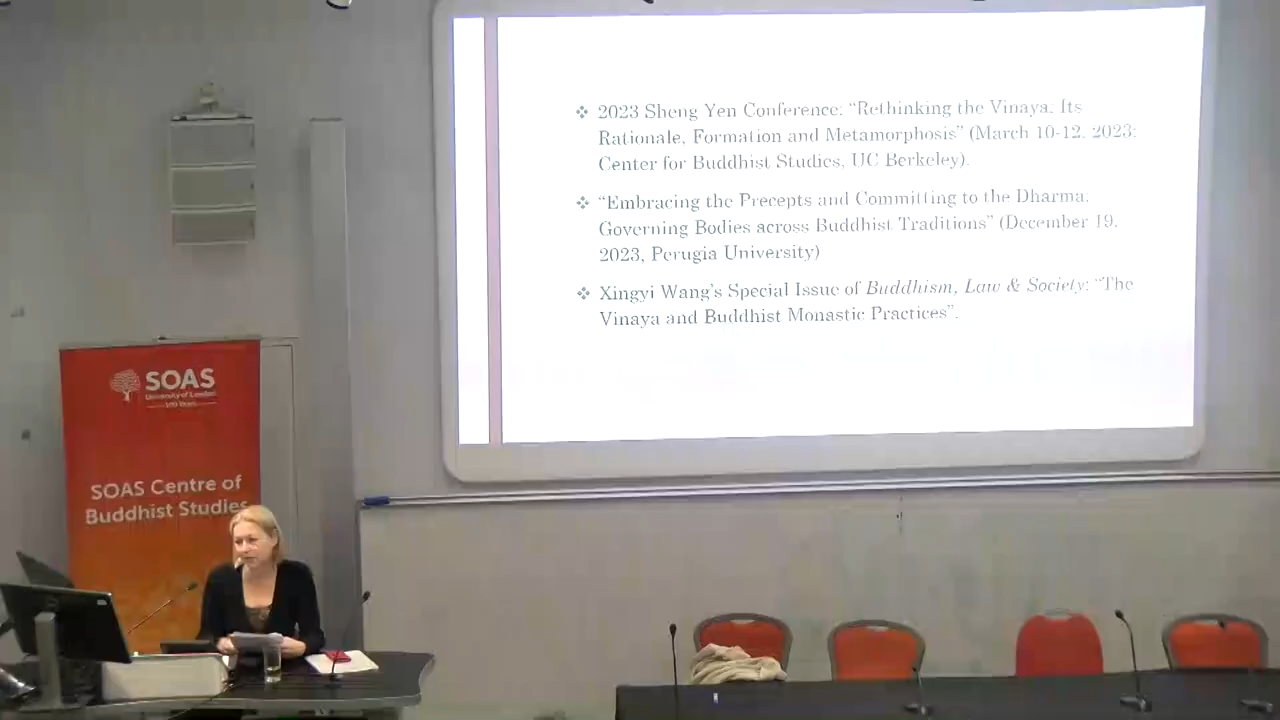 ❖ 2023 Sheng Yen Conference: “Rethinking the Vinaya: Its
Rationale, Formation and Metamorphosis” (March 10-12, 2023;
Center for Buddhist Studies, UC Berkeley).
❖ “Embracing the Precepts and Committing to the Dharma:
Governing Bodies across Buddhist Traditions” (December 19,
2023, Perugia University)
❖ Xingyi Wang’s Special Issue of Buddhism, Law & Society: “The
Vinaya and Buddhist Monastic Practices”.
SOAS
University of London
100 Years
SOAS Centre of
Buddhist Studies